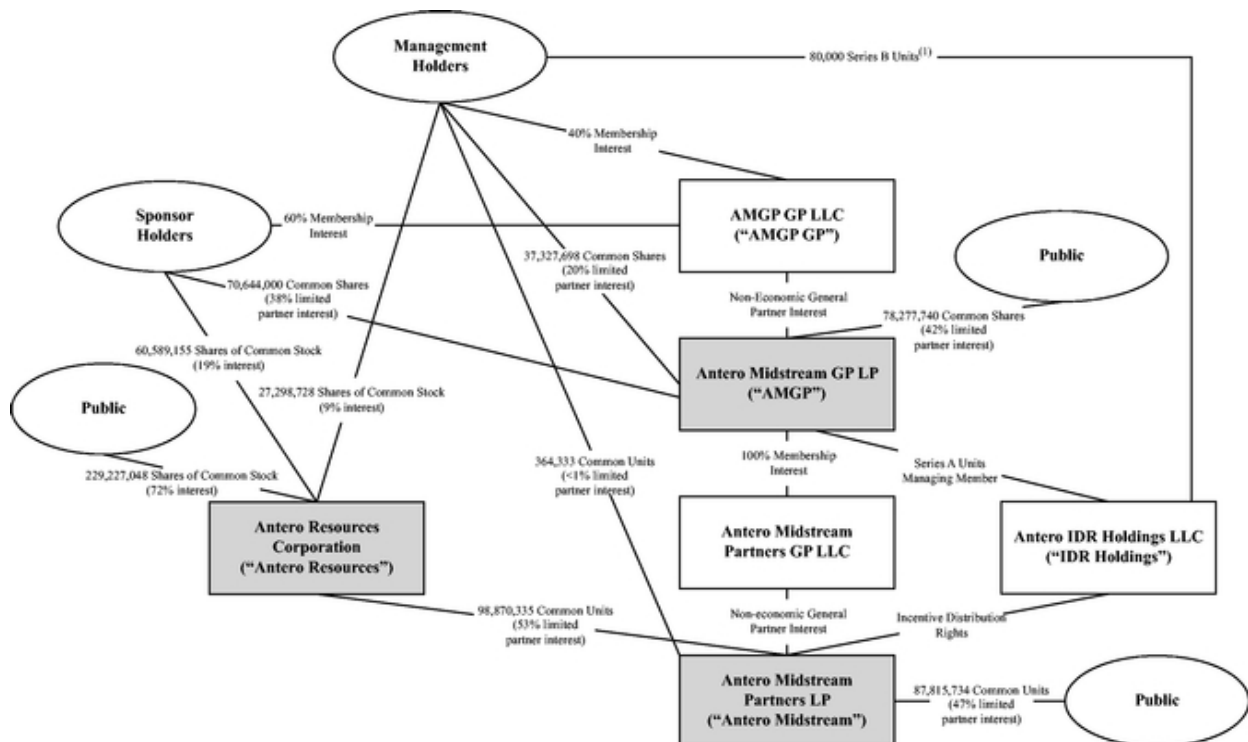 Management
Holders
80,000 Series B Units(1)
40% Membership
Interest
Sponsor
Holders
60% Membership
Interest
AMGP GP LLC
(“AMGP GP”)
Public
37,327,698 Common Shares
(20% limited
partner interest)
70,644,000 Common Shares
(38% limited
partner interest)
Non-Economic General
Partner Interest
78,277,740 Common Shares
(42% limited
partner interest)
60,589,155 Shares of Common Stock
(19% interest)
Antero Midstream GP LP
(“AMGP”)
27,298,728 Shares of Common Stock
(9% interest)
Public
229,227,048 Shares of Common Stock
(72% interest)
364,333 Common Units
(<1% limited
partner interest)
100% Membership
Interest
Series A Units
Managing Member
Antero Resources
Corporation
(“Antero Resources”)
Antero Midstream
Partners GP LLC
Antero IDR Holdings LLC
(“IDR Holdings”)
98,870,335 Common Units
(53% limited
partner interest)
Non-economic General
Partner Interest
Incentive Distribution
Rights
Antero Midstream
Partners LP
(“Antero Midstream”)
87,815,734 Common Units
(47% limited
partner interest)
Public